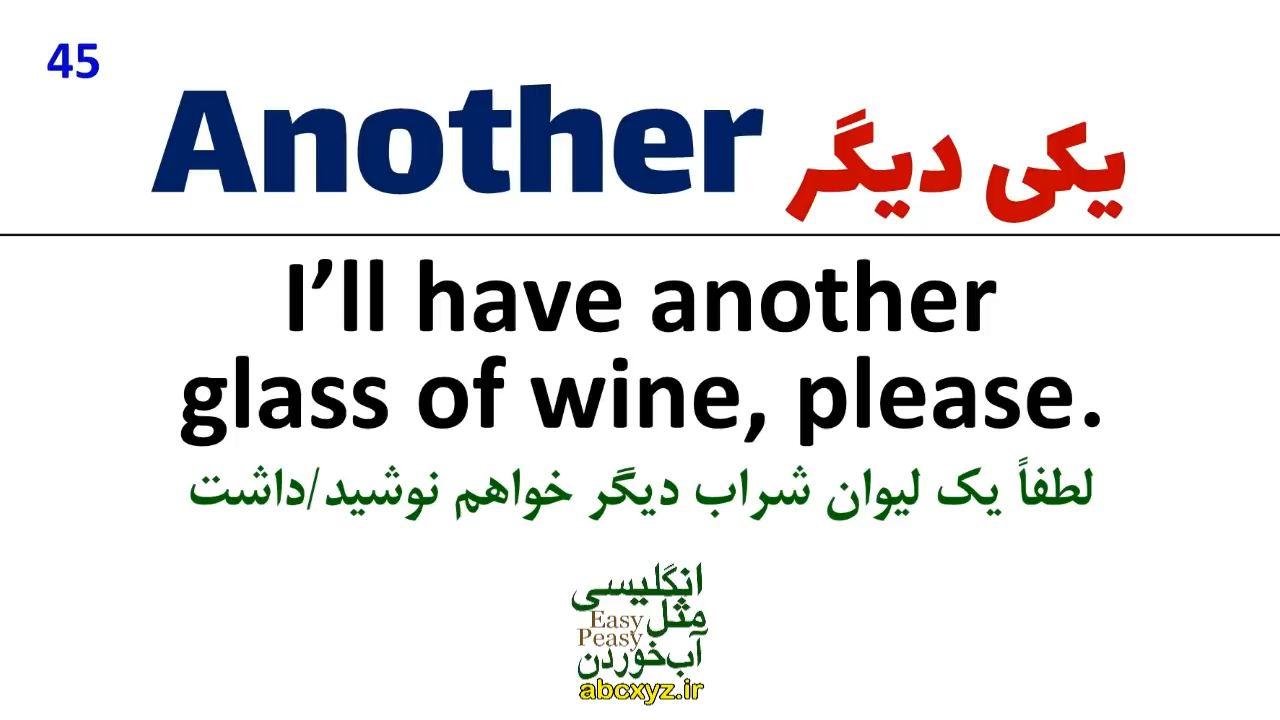 45
Another یکی دیگر
I’ll have another
glass of wine, please.
لطفاً یک لیوان شراب دیگر خواهم نوشید/داشت
انگلیسی
مثل
Easy
Peasy
آب‌خوردن
abcxyz.ir